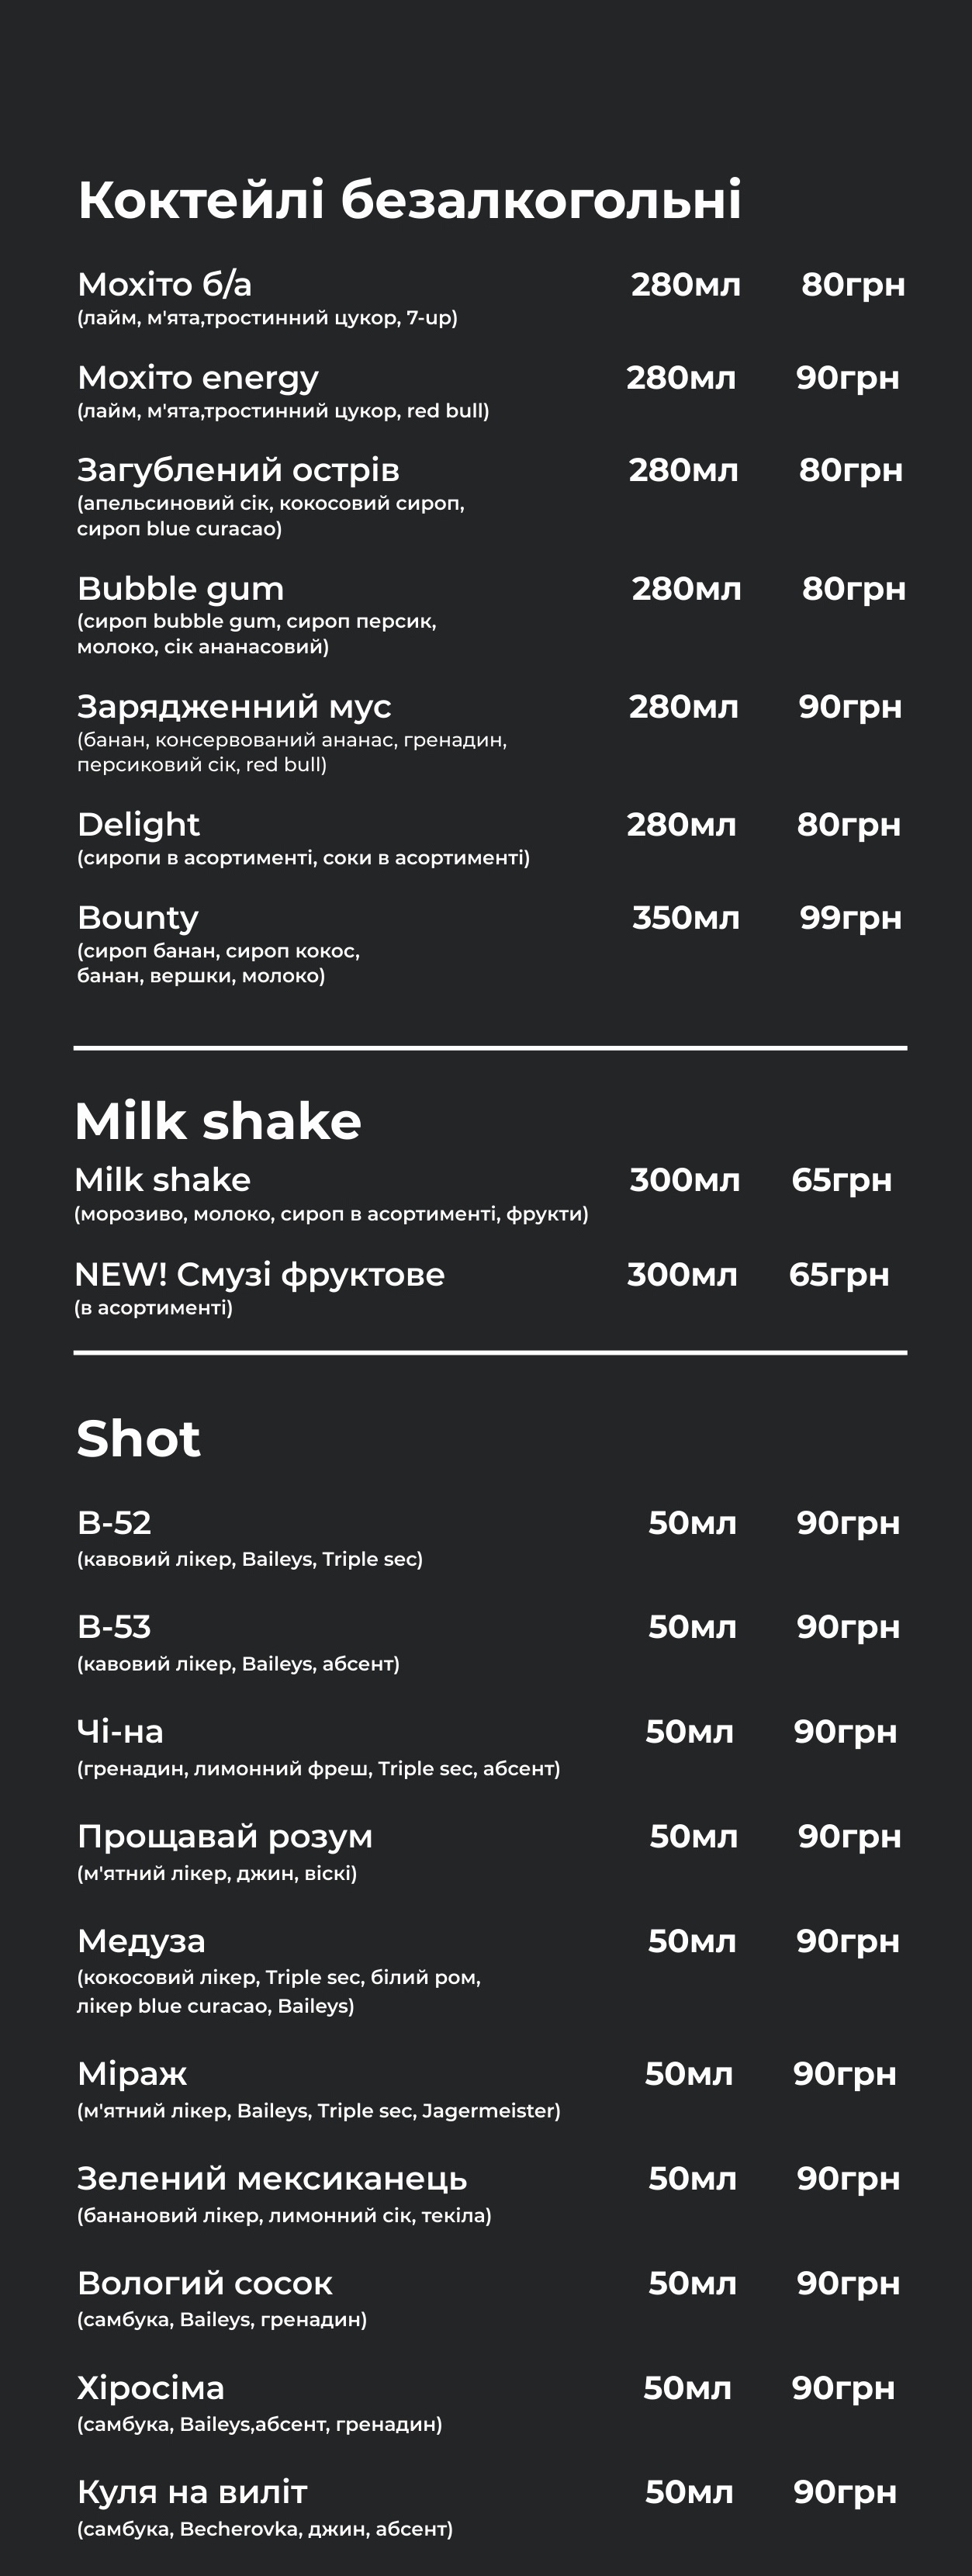 Коктейлі безалкогольні
Мохіто б/а 280мл 80грн
(лайм, м'ята,тростинний цукор, 7-up)
Мохіто energy 280мл 90грн
(лайм, м'ята,тростинний цукор, red bull)
Загублений острів 280мл 80грн
(апельсиновий сік, кокосовий сироп,
сироп blue curacao)
Bubble gum 280мл 80грн
(сироп bubble gum, сироп персик,
молоко, сік ананасовий)
Зарядженний мус 280мл 90грн
(банан, консервований ананас, гренадин,
персиковий сік, red bull)
Delight 280мл 80грн
(сиропи в асортименті, соки в асортименті)
Bounty 350мл 99грн
(сироп банан, сироп кокос,
банан, вершки, молоко)
Milk shake
Milk shake 300мл 65грн
(морозиво, молоко, сироп в асортименті, фрукти)
NEW! Смузі фруктове 300мл 65грн
(в асортименті)
Shot
В-52 50мл 90грн
(кавовий лікер, Baileys, Triple sec)
В-53 50мл 90грн
(кавовий лікер, Baileys, абсент)
Чі-на 50мл 90грн
(гренадин, лимонний фреш, Triple sec, абсент)
Прощавай розум 50мл 90грн
(м'ятний лікер, джин, віскі)
Медуза 50мл 90грн
(кокосовий лікер, Triple sec, білий ром,
лікер blue curacao, Baileys)
Міраж 50мл 90грн
(м'ятний лікер, Baileys, Triple sec, Jagermeister)
Зелений мексиканець 50мл 90грн
(банановий лікер, лимонний сік, текіла)
Вологий сосок 50мл 90грн
(самбука, Baileys, гренадин)
Хіросіма 50мл 90грн
(самбука, Baileys,абсент, гренадин)
Куля на виліт 50мл 90грн
(самбука, Becherovka, джин, абсент)